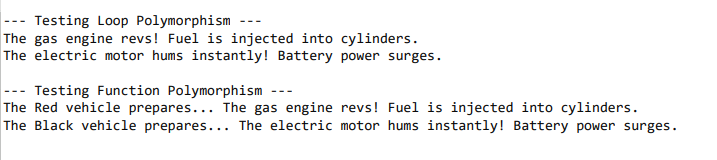 --- Testing Loop Polymorphism ---
The gas engine revs! Fuel is injected into cylinders.
The electric motor hums instantly! Battery power surges.
--- Testing Function Polymorphism ---
The Red vehicle prepares... The gas engine revs! Fuel is injected into cylinders.
The Black vehicle prepares... The electric motor hums instantly! Battery power surges.